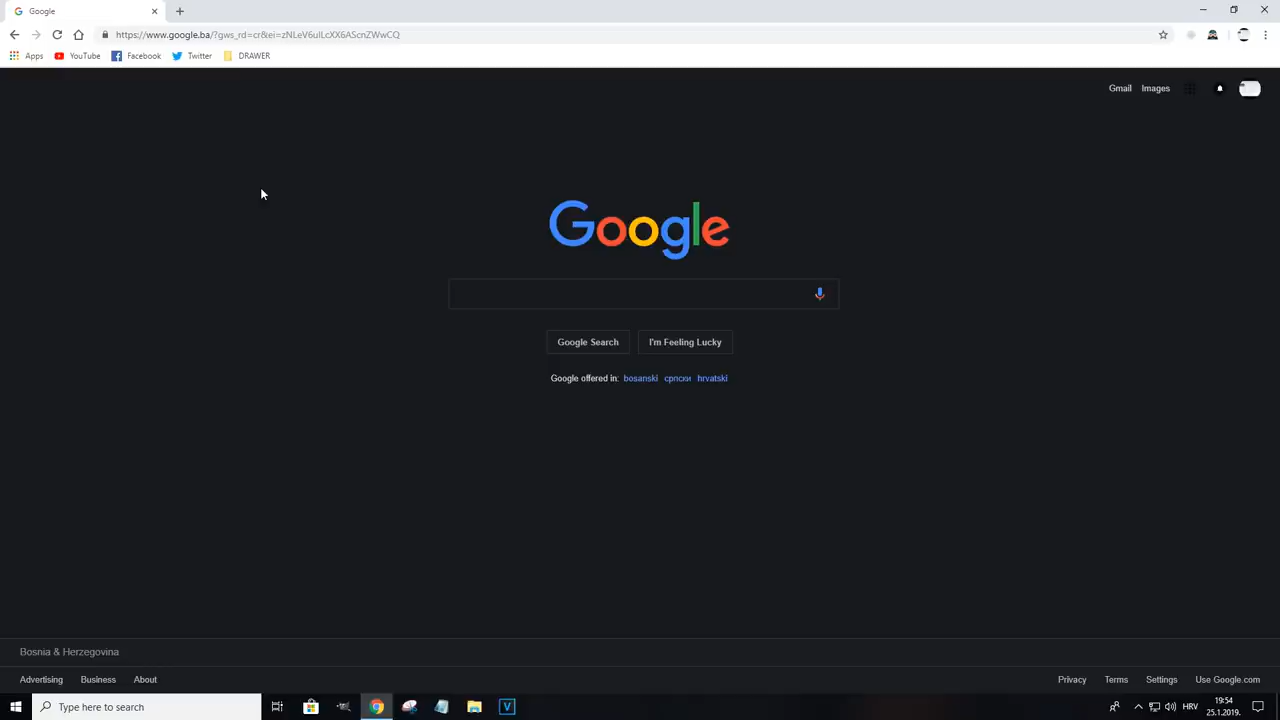 Google
https://www.google.ba/?gws_rd=cr&ei=zNLeV6ulLcXX6AScnZWwCQ
Apps YouTube Facebook Twitter DRAWER
Gmail Images
Google
Google Search I'm Feeling Lucky
Google offered in: bosanski српски hrvatski
Bosnia & Herzegovina
Advertising Business About Privacy Terms Settings Use Google.com
Type here to search V HRV 19:54
25.1.2019.